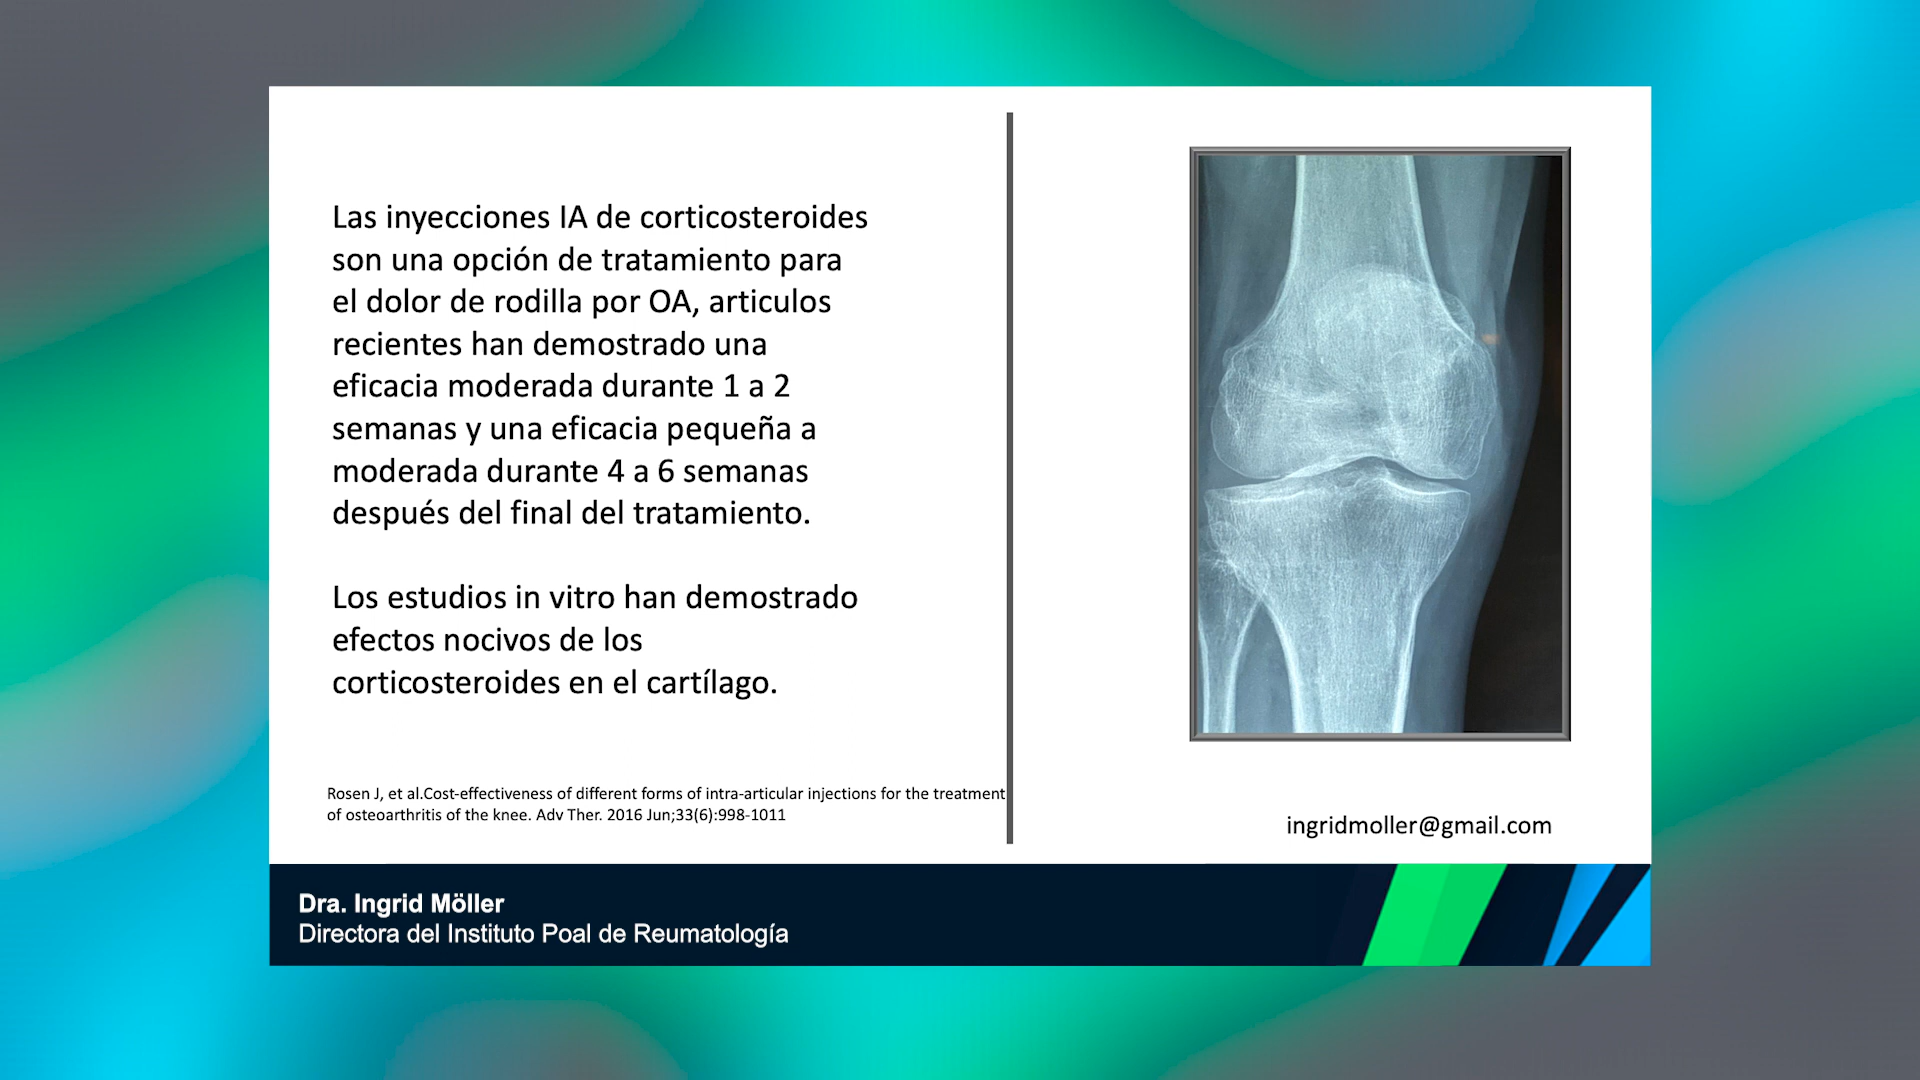 Las inyecciones IA de corticosteroides
son una opción de tratamiento para
el dolor de rodilla por OA, articulos
recientes han demostrado una
eficacia moderada durante 1 a 2
semanas y una eficacia pequeña a
moderada durante 4 a 6 semanas
después del final del tratamiento.
Los estudios in vitro han demostrado
efectos nocivos de los
corticosteroides en el cartílago.
Rosen J, et al.Cost-effectiveness of different forms of intra-articular injections for the treatment
of osteoarthritis of the knee. Adv Ther. 2016 Jun;33(6):998-1011
ingridmoller@gmail.com
Dra. Ingrid Möller
Directora del Instituto Poal de Reumatología